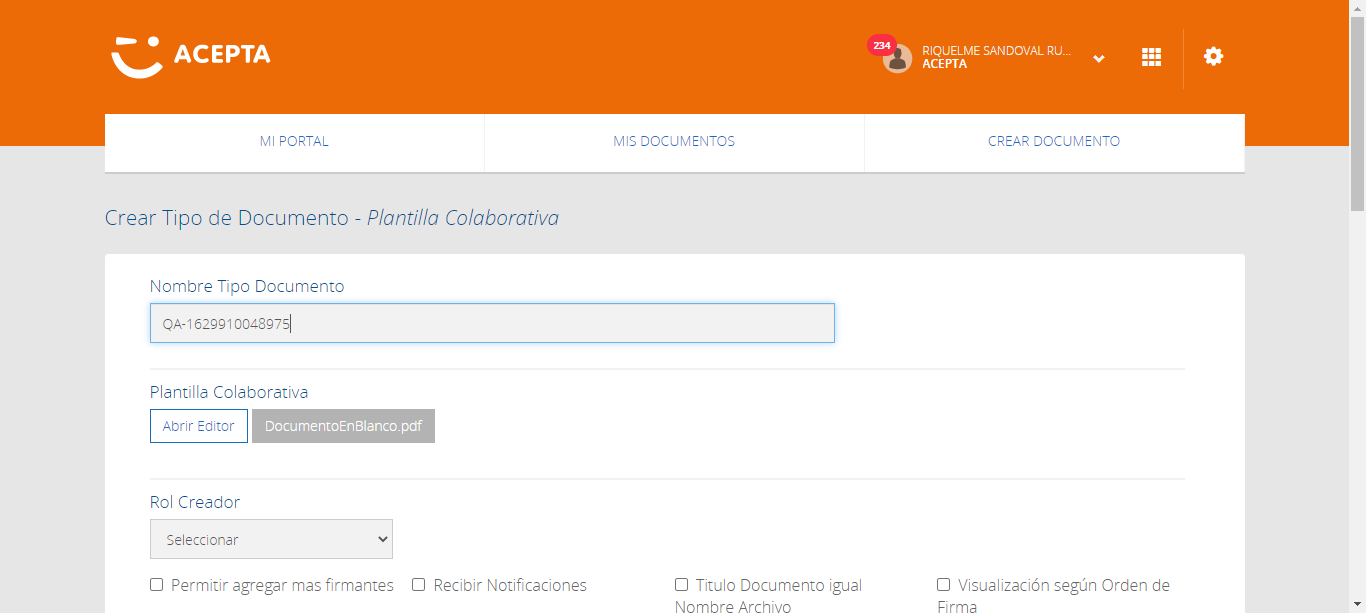 ACEPTA
234
RIQUELME SANDOVAL RU...
ACEPTA
MI PORTAL
MIS DOCUMENTOS
CREAR DOCUMENTO
Crear Tipo de Documento - Plantilla Colaborativa
Nombre Tipo Documento
QA-1629910048975
Plantilla Colaborativa
Abrir Editor
DocumentoEnBlanco.pdf
Rol Creador
Seleccionar
Permitir agregar mas firmantes
Recibir Notificaciones
Titulo Documento igual
Nombre Archivo
Visualización según Orden de
Firma